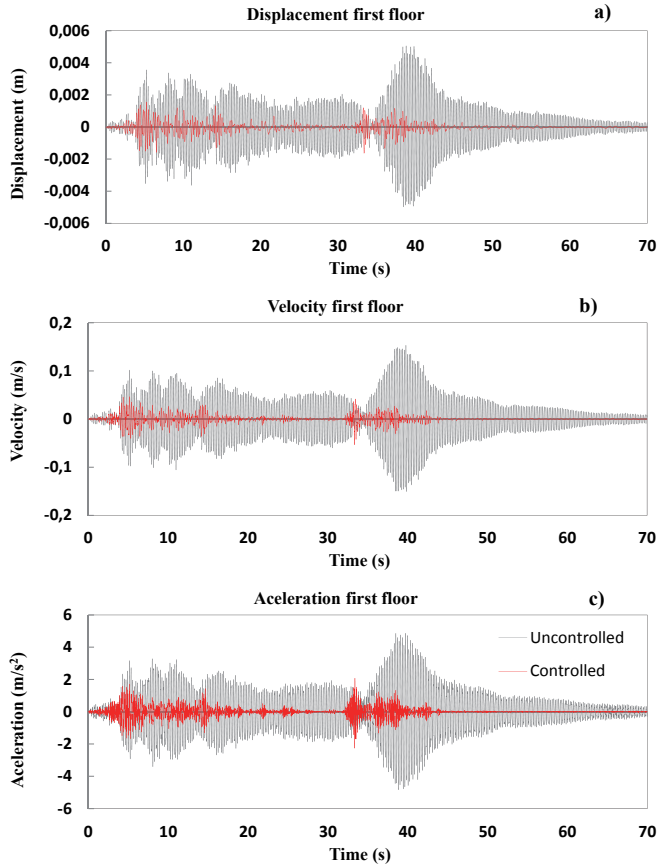 Displacement first floor
a)
0,006
0,004
0,002
0
-0,002
-0,004
-0,006
Displacement (m)
0 10 20 30 40 50 60 70
Time (s)
Velocity first floor
b)
0,2
0,1
0
-0,1
-0,2
Velocity (m/s)
0 10 20 30 40 50 60 70
Time (s)
Aceleration first floor
c)
6
4
2
0
-2
-4
-6
Aceleration (m/s²)
Uncontrolled
Controlled
0 10 20 30 40 50 60 70
Time (s)